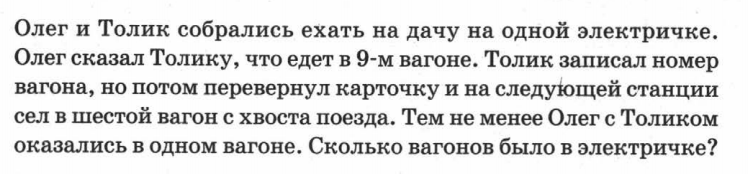 Олег и Толик собрались ехать на дачу на одной электричке.
Олег сказал Толику, что едет в 9-м вагоне. Толик записал номер
вагона, но потом перевернул карточку и на следующей станции
сел в шестой вагон с хвоста поезда. Тем не менее Олег с Толиком
оказались в одном вагоне. Сколько вагонов было в электричке?